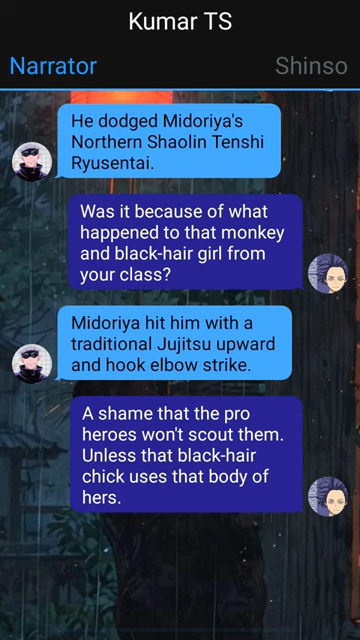 Kumar TS
Narrator
Shinso
He dodged Midoriya's
Northern Shaolin Tenshi
Ryusentai.
Was it because of what
happened to that monkey
and black-hair girl from
your class?
Midoriya hit him with a
traditional Jujitsu upward
and hook elbow strike.
A shame that the pro
heroes won't scout them.
Unless that black-hair
chick uses that body of
hers.